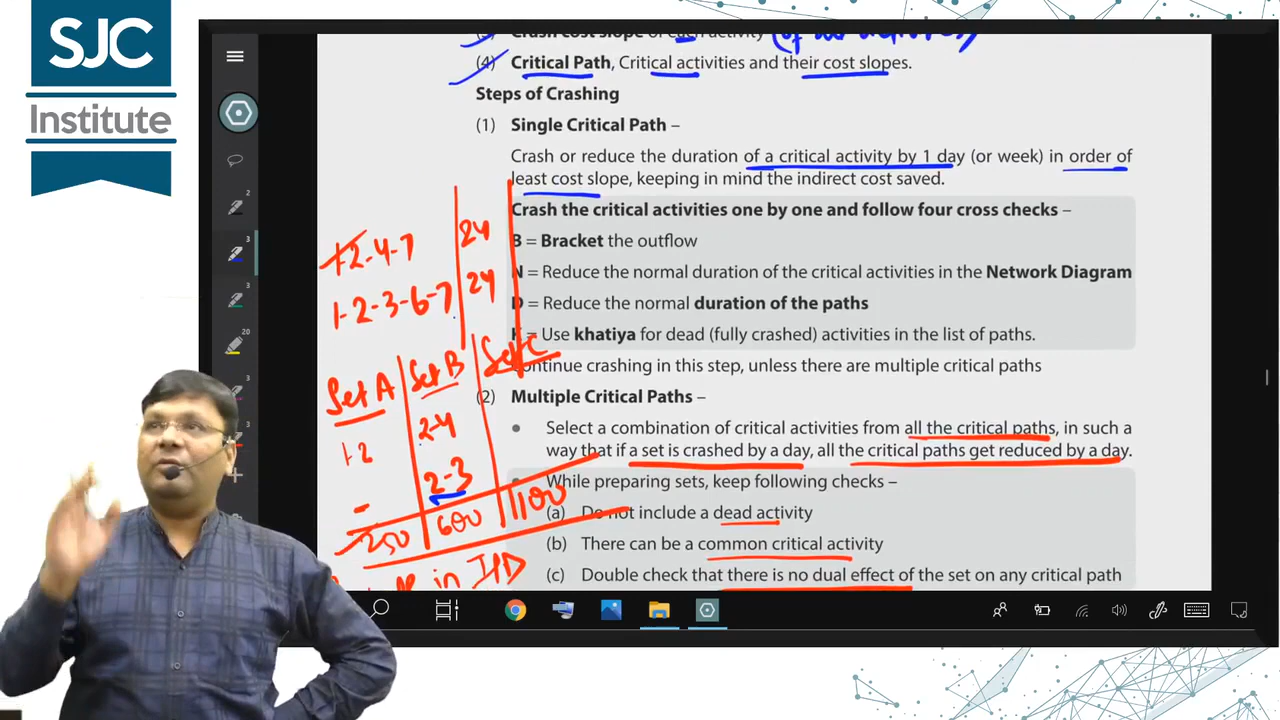 SJC
Institute
(4) Critical Path, Critical activities and their cost slopes.
Steps of Crashing
(1) Single Critical Path –
Crash or reduce the duration of a critical activity by 1 day (or week) in order of
least cost slope, keeping in mind the indirect cost saved.
Crash the critical activities one by one and follow four cross checks –
B = Bracket the outflow
N = Reduce the normal duration of the critical activities in the Network Diagram
D = Reduce the normal duration of the paths
K = Use khatiya for dead (fully crashed) activities in the list of paths.
Continue crashing in this step, unless there are multiple critical paths
(2) Multiple Critical Paths –
• Select a combination of critical activities from all the critical paths, in such a
way that if a set is crashed by a day, all the critical paths get reduced by a day.
• While preparing sets, keep following checks –
(a) Do not include a dead activity
(b) There can be a common critical activity
(c) Double check that there is no dual effect of the set on any critical path
1-2-4-7 24
1-2-3-6-7 24
Set A Set B Set C
1-2 2-4
- 2-3
250 600 1100
in
2
3
20